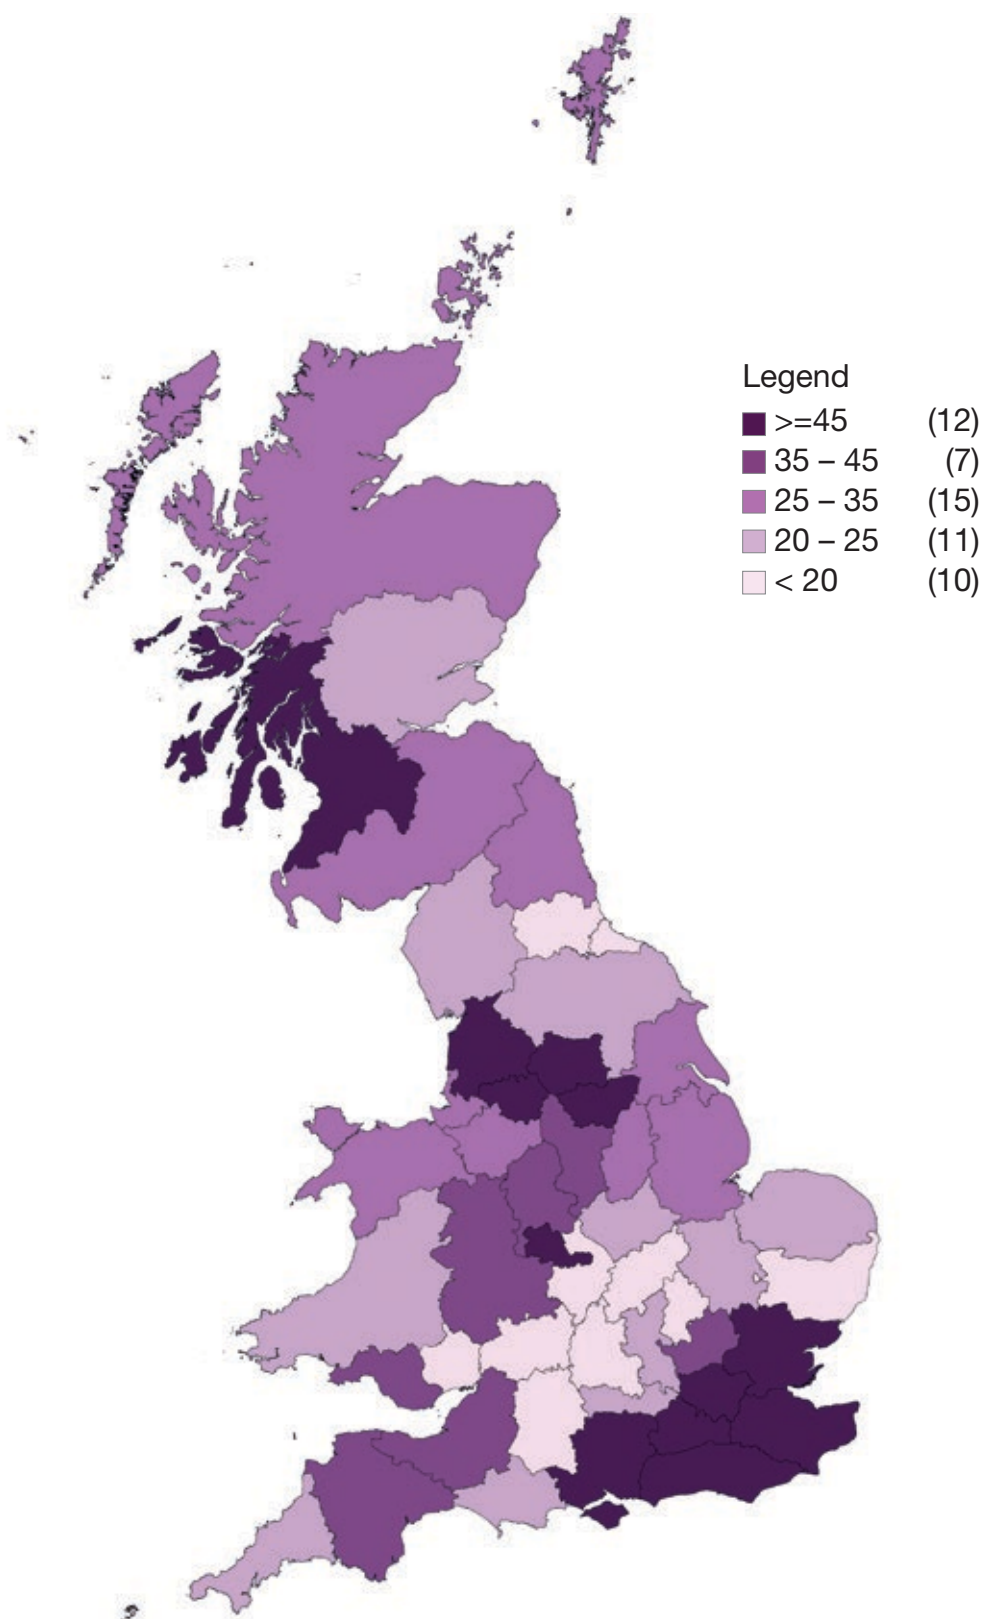 Legend
>=45 (12)
35 – 45 (7)
25 – 35 (15)
20 – 25 (11)
< 20 (10)